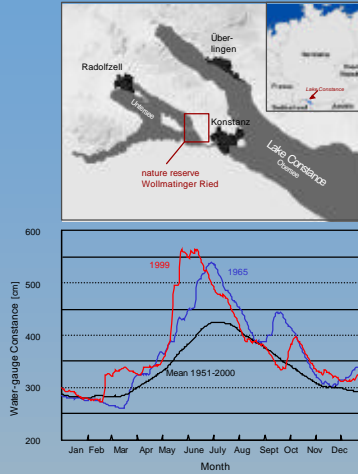 Über-
lingen
Radolfzell
Untersee
Konstanz
nature reserve
Wollmatinger Ried
Lake Constance
Obersee
Germany
Lake Constance
600
500
400
300
200
Water-gauge Constance [cm]
1999
1965
Mean 1951-2000
Jan Feb Mar Apr May June July Aug Sept Oct Nov Dec
Month